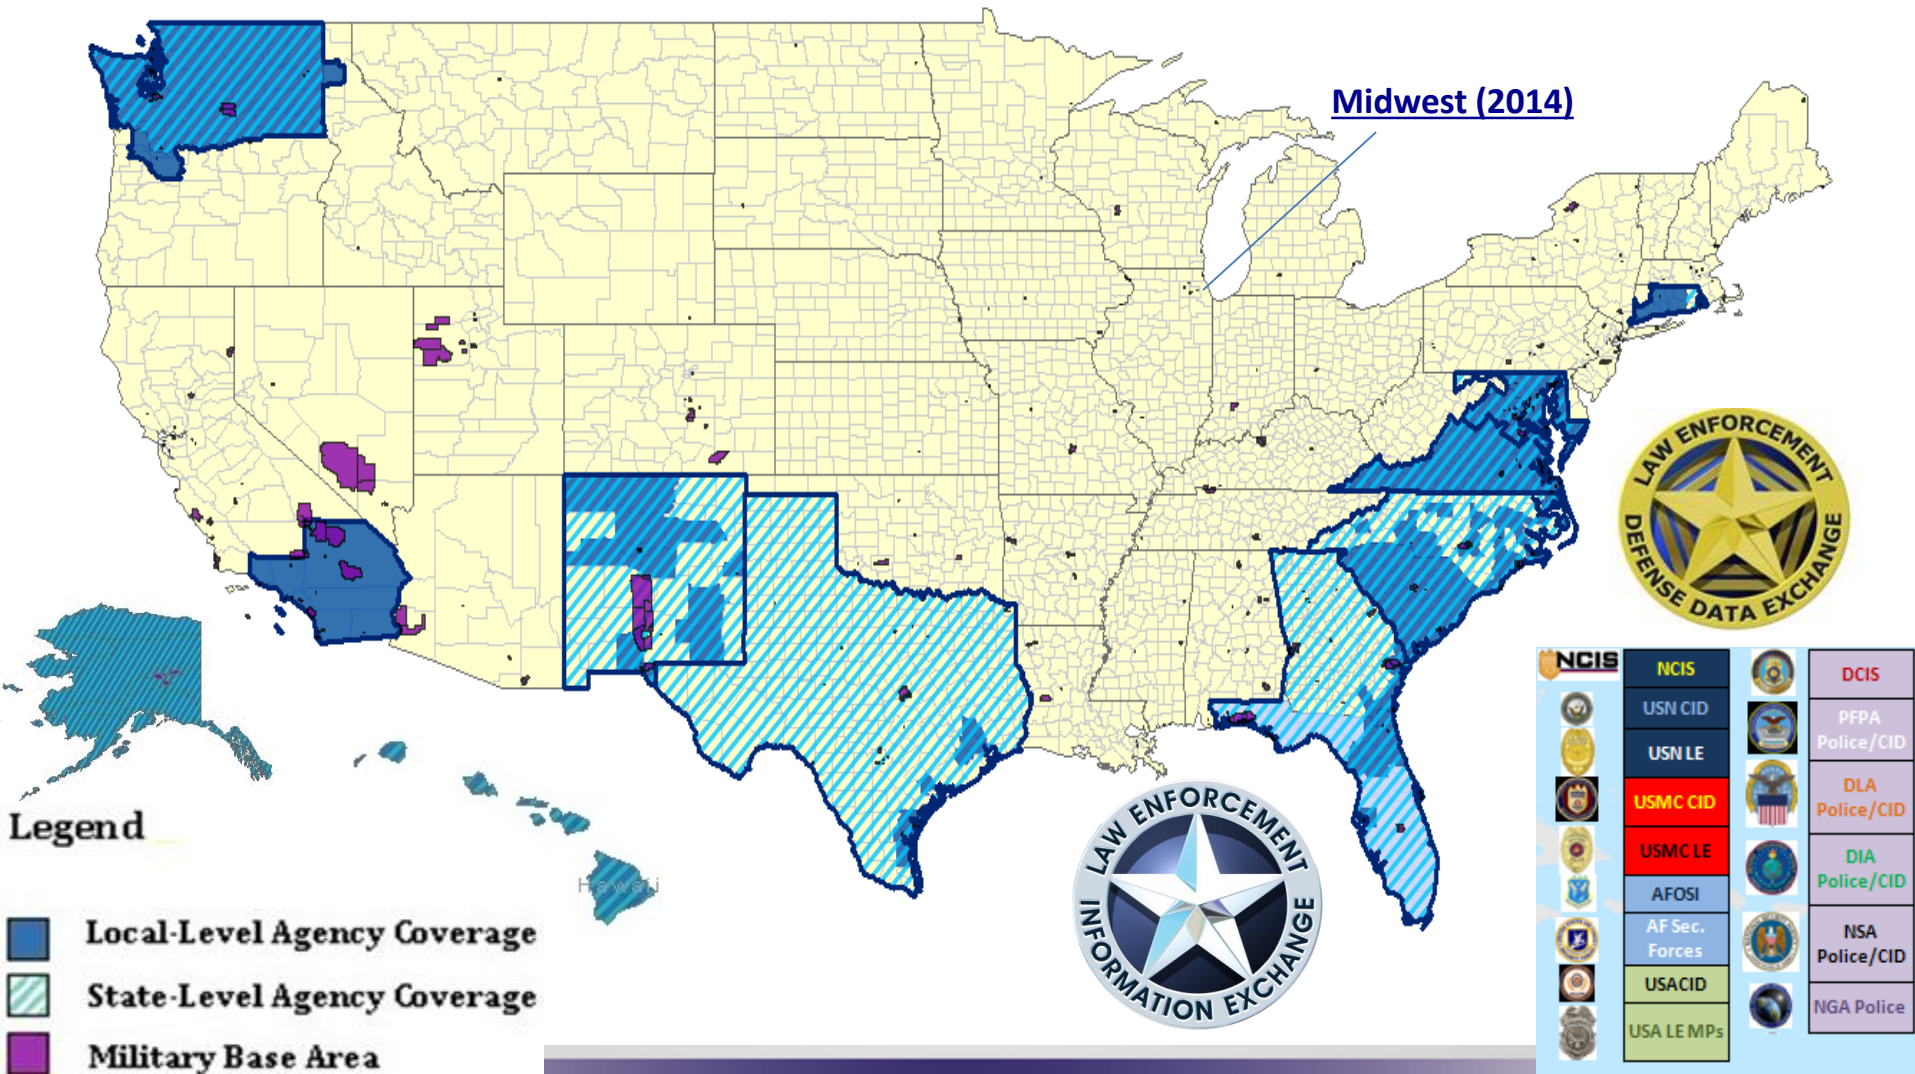 Midwest (2014)
LAW ENFORCEMENT
DEFENSE DATA EXCHANGE
LAW ENFORCEMENT
INFORMATION EXCHANGE
Hawaii
Legend
Local-Level Agency Coverage
State-Level Agency Coverage
Military Base Area
NCIS
NCIS
USN CID
USN LE
USMC CID
USMC LE
AFOSI
AF Sec.
Forces
USACID
USA LE MPs
DCIS
PFPA
Police/CID
DLA
Police/CID
DIA
Police/CID
NSA
Police/CID
NGA Police